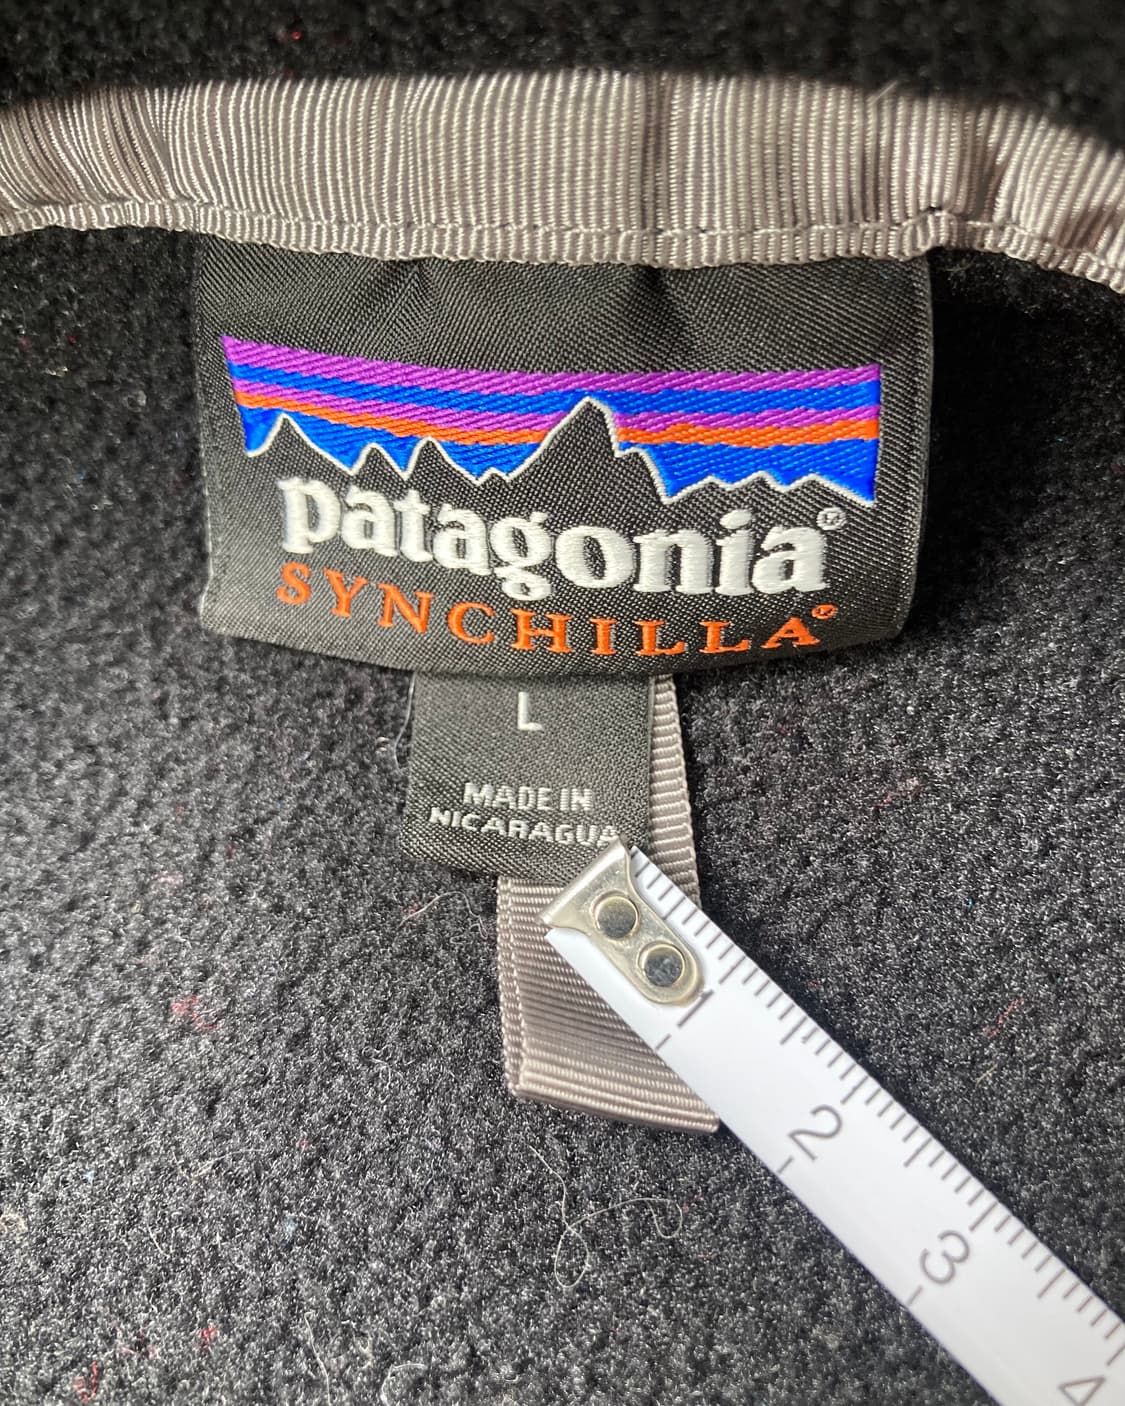 patagonia®
SYNCHILLA®
L
MADE IN
NICARAGUA
1
2
3
4